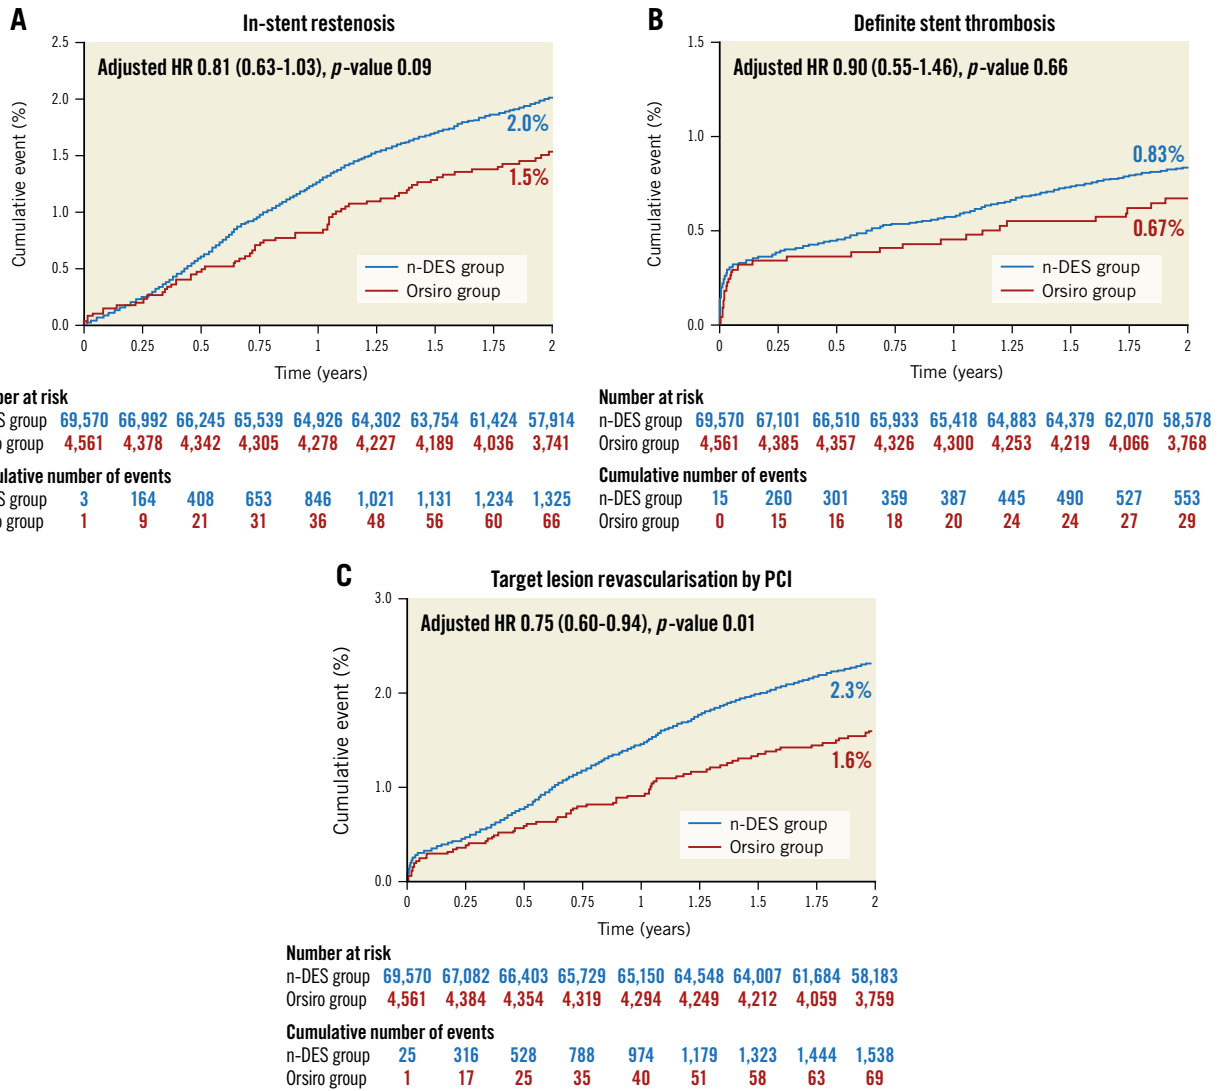 A
In-stent restenosis
Adjusted HR 0.81 (0.63-1.03), p-value 0.09
Cumulative event (%)
2.5
2.0
1.5
1.0
0.5
0.0
2.0%
1.5%
n-DES group
Orsiro group
0 0.25 0.5 0.75 1 1.25 1.5 1.75 2
Time (years)
ber at risk
S group 69,570 66,992 66,245 65,539 64,926 64,302 63,754 61,424 57,914
o group 4,561 4,378 4,342 4,305 4,278 4,227 4,189 4,036 3,741
ulative number of events
S group 3 164 408 653 846 1,021 1,131 1,234 1,325
o group 1 9 21 31 36 48 56 60 66
B
Definite stent thrombosis
Adjusted HR 0.90 (0.55-1.46), p-value 0.66
Cumulative event (%)
1.5
1.0
0.5
0.0
0.83%
0.67%
n-DES group
Orsiro group
0 0.25 0.5 0.75 1 1.25 1.5 1.75 2
Time (years)
Number at risk
n-DES group 69,570 67,101 66,510 65,933 65,418 64,883 64,379 62,070 58,578
Orsiro group 4,561 4,385 4,357 4,326 4,300 4,253 4,219 4,066 3,768
Cumulative number of events
n-DES group 15 260 301 359 387 445 490 527 553
Orsiro group 0 15 16 18 20 24 24 27 29
C
Target lesion revascularisation by PCI
Adjusted HR 0.75 (0.60-0.94), p-value 0.01
Cumulative event (%)
3.0
2.0
1.0
0.0
2.3%
1.6%
n-DES group
Orsiro group
0 0.25 0.5 0.75 1 1.25 1.5 1.75 2
Time (years)
Number at risk
n-DES group 69,570 67,082 66,403 65,729 65,150 64,548 64,007 61,684 58,183
Orsiro group 4,561 4,384 4,354 4,319 4,294 4,249 4,212 4,059 3,759
Cumulative number of events
n-DES group 25 316 528 788 974 1,179 1,323 1,444 1,538
Orsiro group 1 17 25 35 40 51 58 63 69